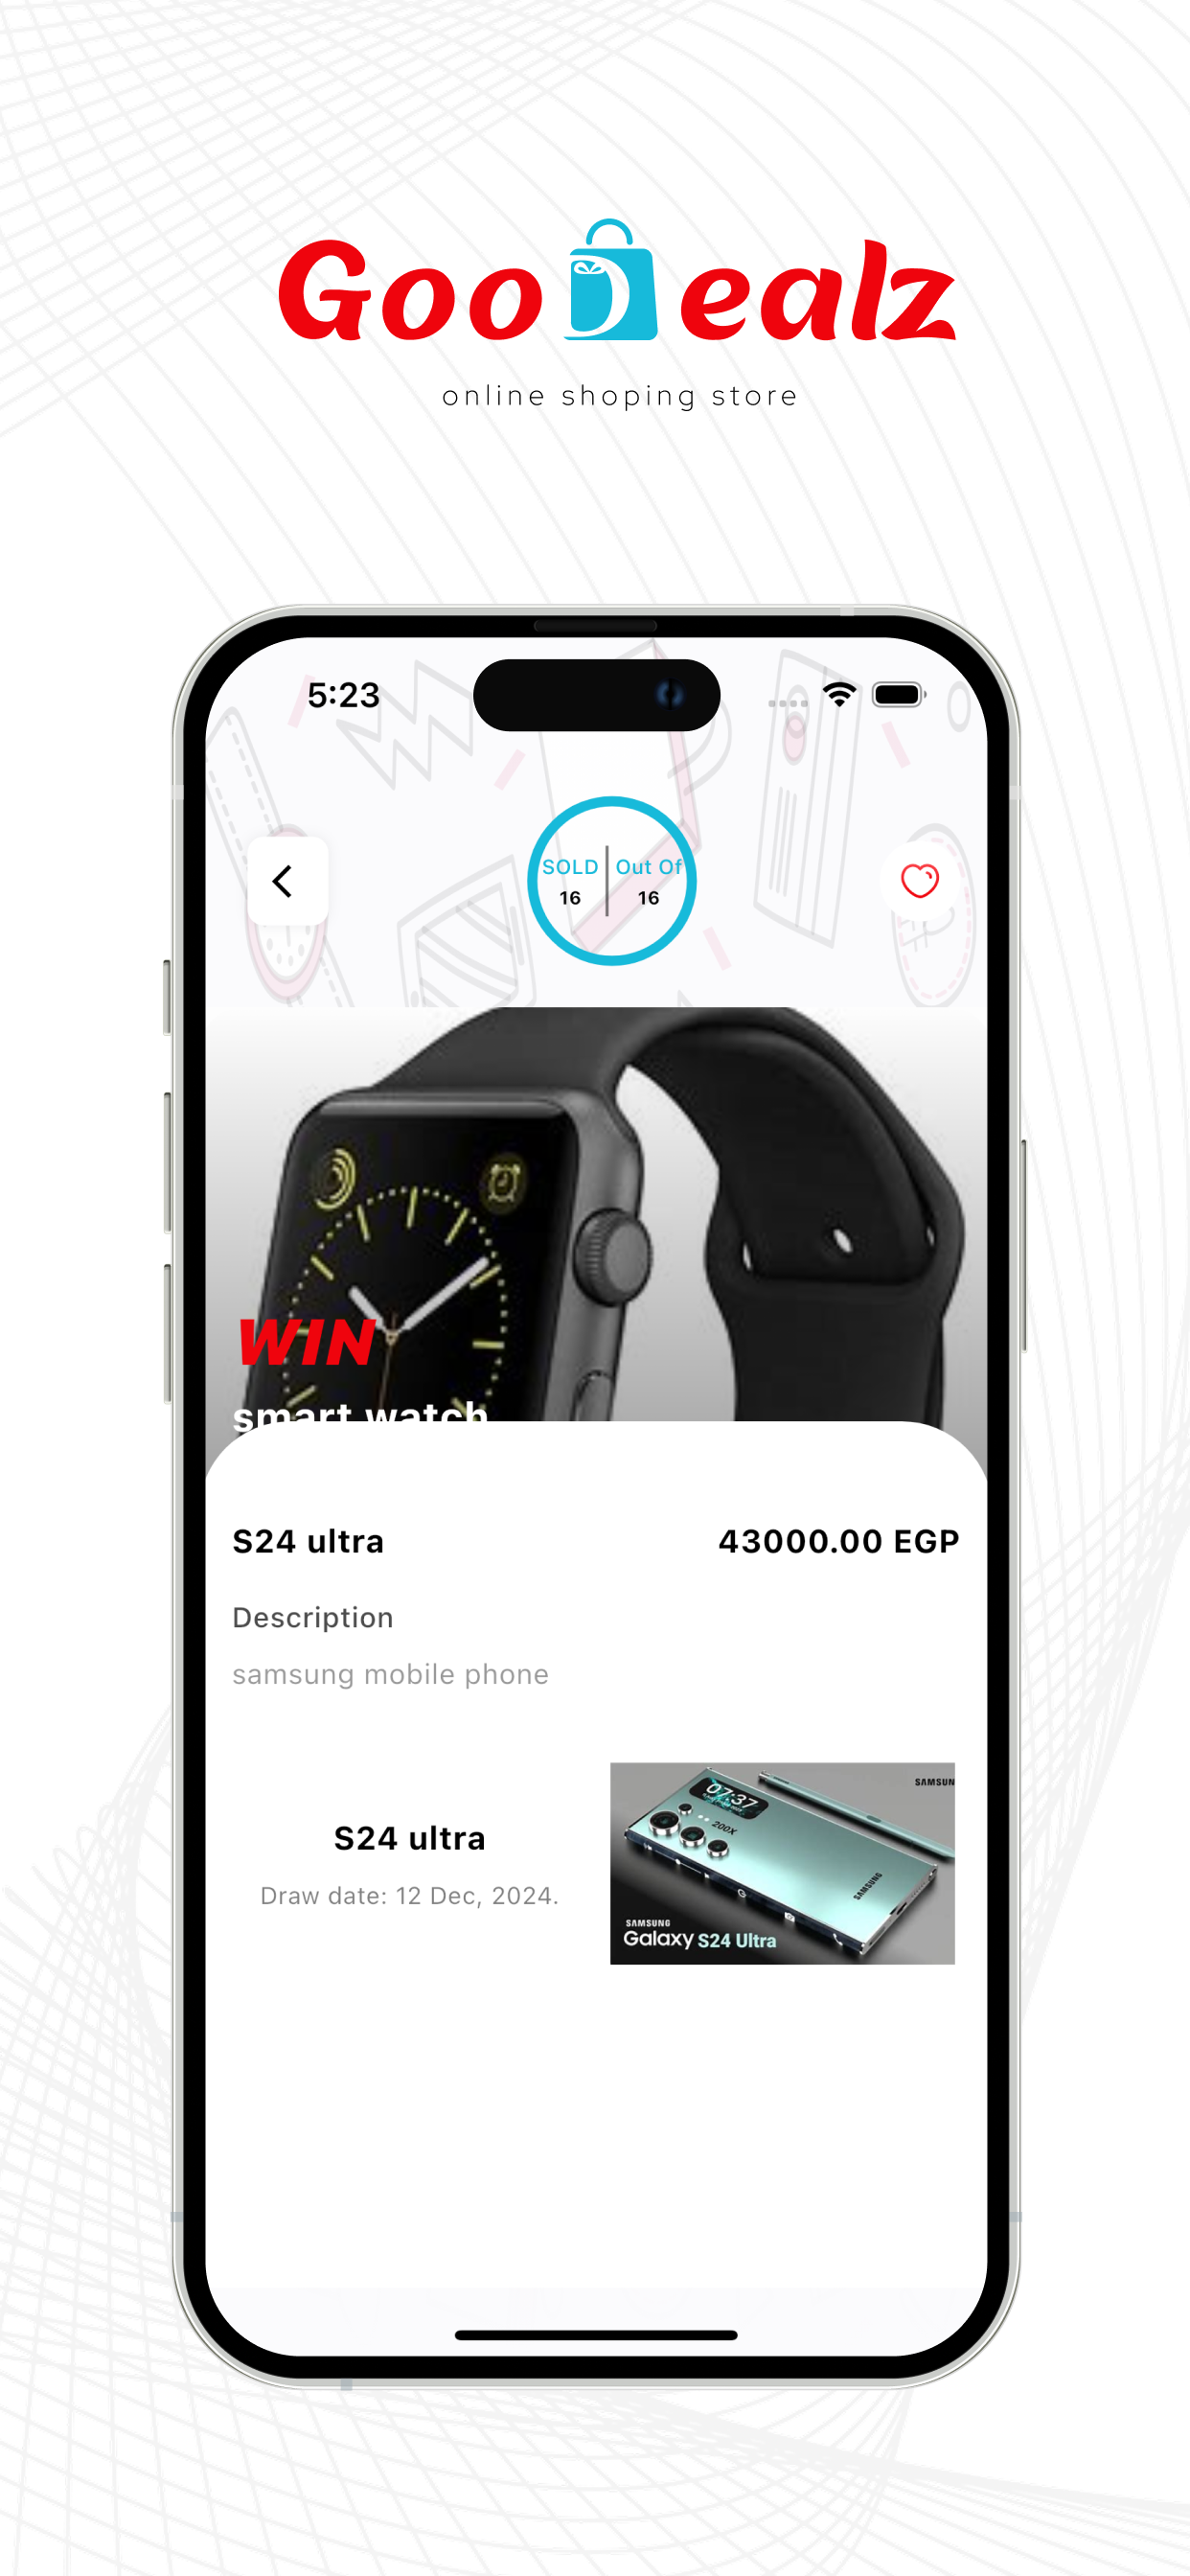 GooDealz
online shoping store
5:23
SOLD Out Of
16 16
WIN
smart watch
S24 ultra 43000.00 EGP
Description
samsung mobile phone
S24 ultra
Draw date: 12 Dec, 2024.
SAMSUN
07:37
200X
SAMSUNG
SAMSUNG
Galaxy S24 Ultra